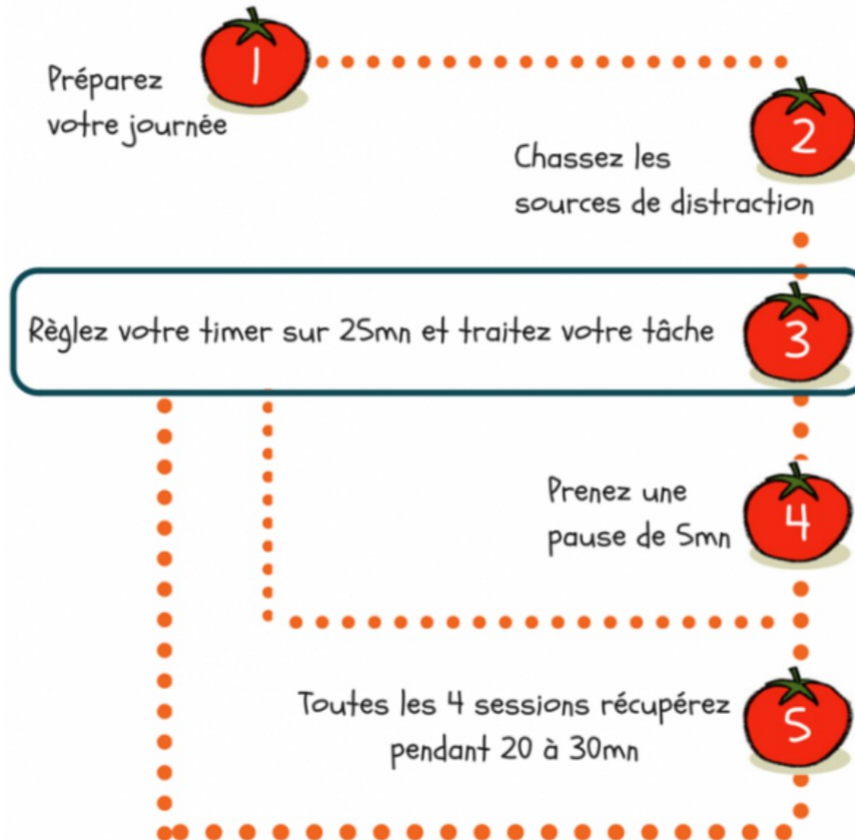 1
Préparez
votre journée
2
Chassez les
sources de distraction
Règlez votre timer sur 25mn et traitez votre tâche
3
Prenez une
pause de 5mn
4
Toutes les 4 sessions récupérez
pendant 20 à 30mn
5